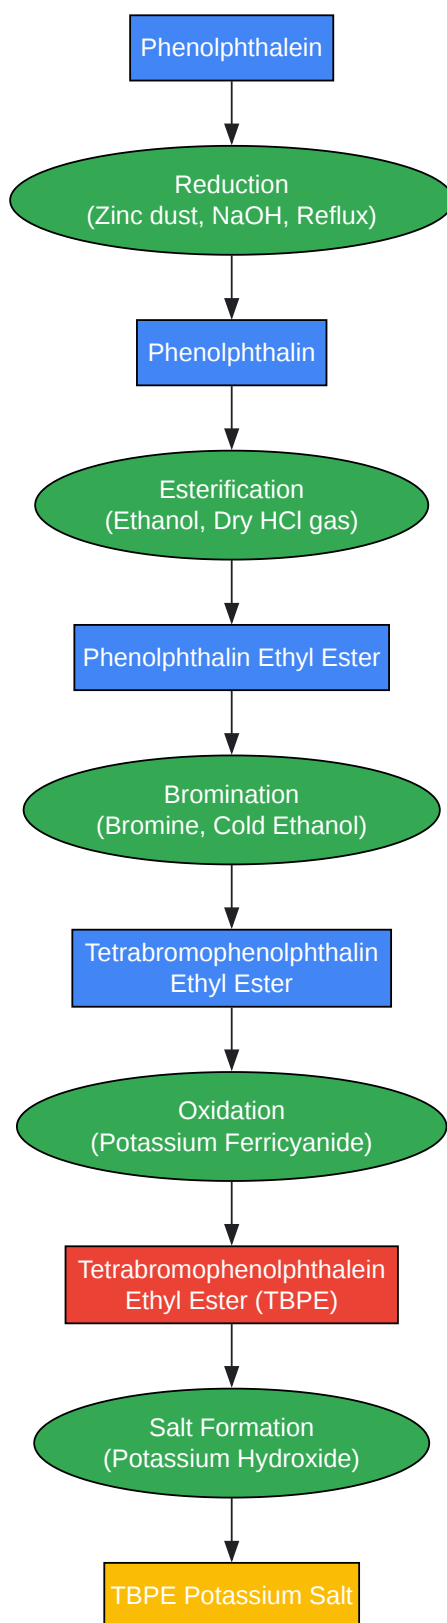 Phenolphthalein
Reduction
(Zinc dust, NaOH, Reflux)
Phenolphthalin
Esterification
(Ethanol, Dry HCl gas)
Phenolphthalin Ethyl Ester
Bromination
(Bromine, Cold Ethanol)
Tetrabromophenolphthalin
Ethyl Ester
Oxidation
(Potassium Ferricyanide)
Tetrabromophenolphthalein
Ethyl Ester (TBPE)
Salt Formation
(Potassium Hydroxide)
TBPE Potassium Salt